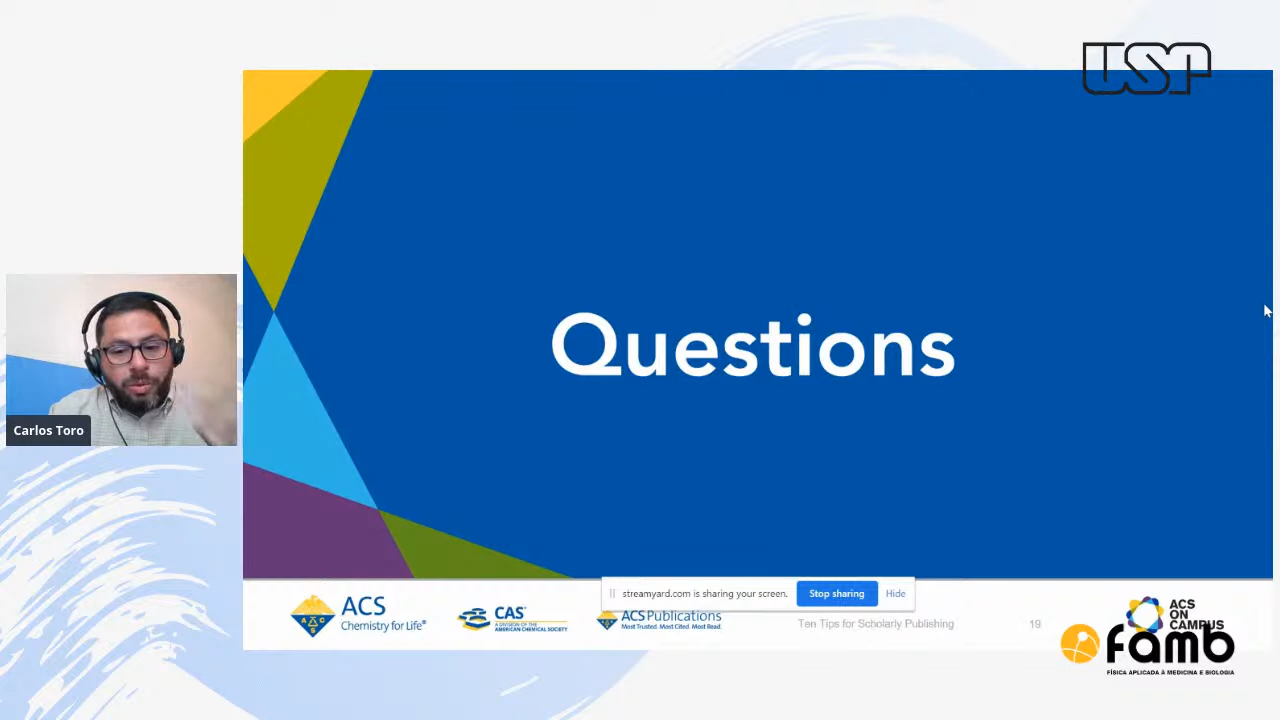 USP
Questions
Carlos Toro
streamyard.com is sharing your screen. Stop sharing Hide
ACS
Chemistry for Life®
A C S
CAS®
A DIVISION OF THE
AMERICAN CHEMICAL SOCIETY
ACS Publications
Most Trusted. Most Cited. Most Read.
Ten Tips for Scholarly Publishing
19
ACS
ON
CAMPUS
famb
FÍSICA APLICADA À MEDICINA E BIOLOGIA